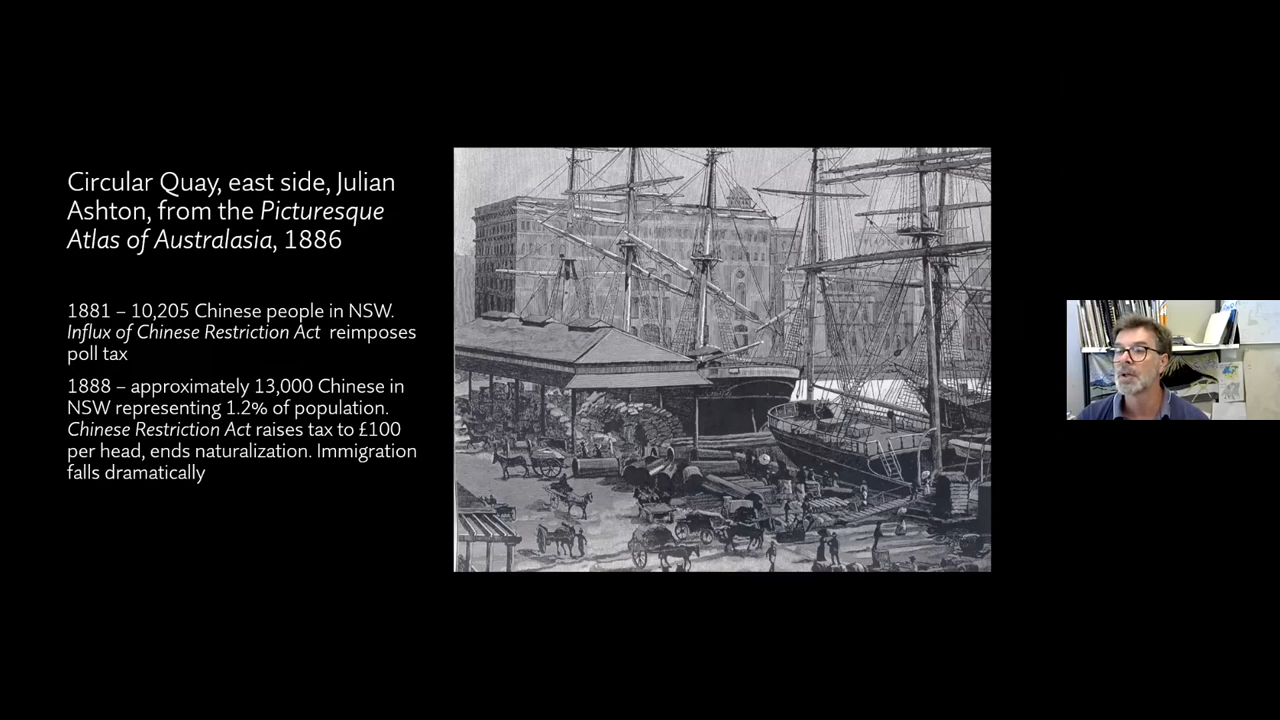 Circular Quay, east side, Julian
Ashton, from the Picturesque
Atlas of Australasia, 1886
1881 – 10,205 Chinese people in NSW.
Influx of Chinese Restriction Act reimposes
poll tax
1888 – approximately 13,000 Chinese in
NSW representing 1.2% of population.
Chinese Restriction Act raises tax to £100
per head, ends naturalization. Immigration
falls dramatically